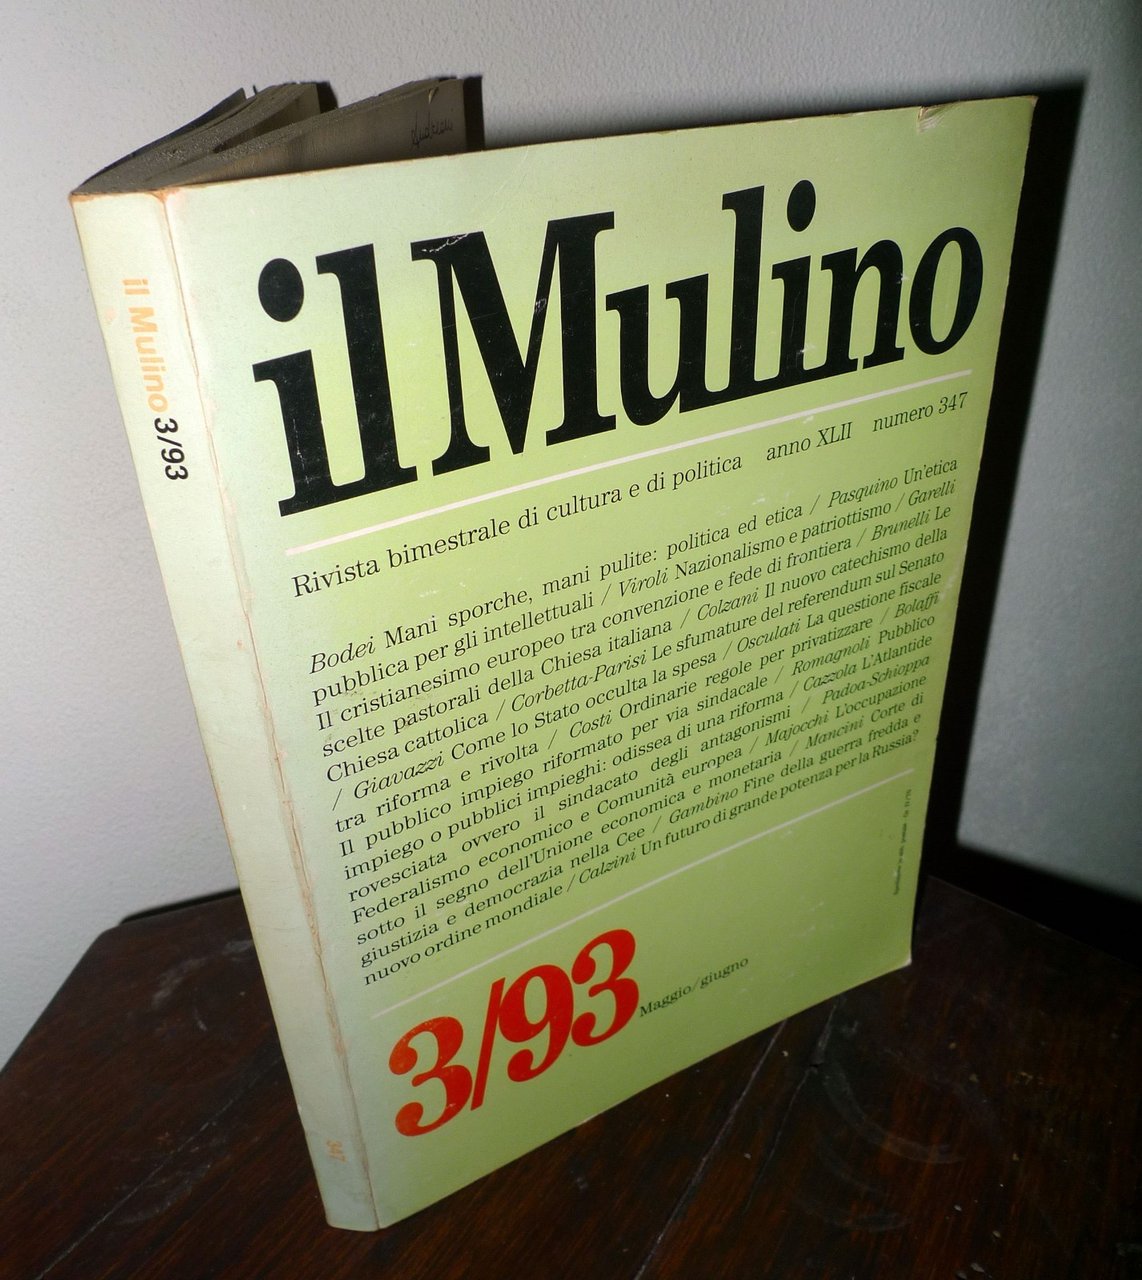 il Mulino
Rivista bimestrale di cultura e di politica anno XLII numero 347
Bodei Mani sporche, mani pulite: politica ed etica / Pasquino Un'etica
pubblica per gli intellettuali / Viroli Nazionalismo e patriottismo / Garelli
Il cristianesimo europeo tra convenzione e fede di frontiera / Brunelli Le
scelte pastorali della Chiesa italiana / Colzani Il nuovo catechismo della
Chiesa cattolica / Corbetta-Parisi Le sfumature del referendum sul Senato
/ Giavazzi Come lo Stato occulta la spesa / Osculati La questione fiscale
tra riforma e rivolta / Costi Ordinarie regole per privatizzare / Bolaffi
Il pubblico impiego riformato per via sindacale / Romagnoli Pubblico
impiego o pubblici impieghi: odissea di una riforma / Cazzola L'Atlantide
rovesciata ovvero il sindacato degli antagonismi / Padoa-Schioppa
Federalismo economico e Comunità europea / Majocchi L'occupazione
sotto il segno dell'Unione economica e monetaria / Mancini Corte di
giustizia e democrazia nella Cee / Gambino Fine della guerra fredda e
nuovo ordine mondiale / Calzini Un futuro di grande potenza per la Russia?
3/93 Maggio/giugno
il Mulino 3/93
347